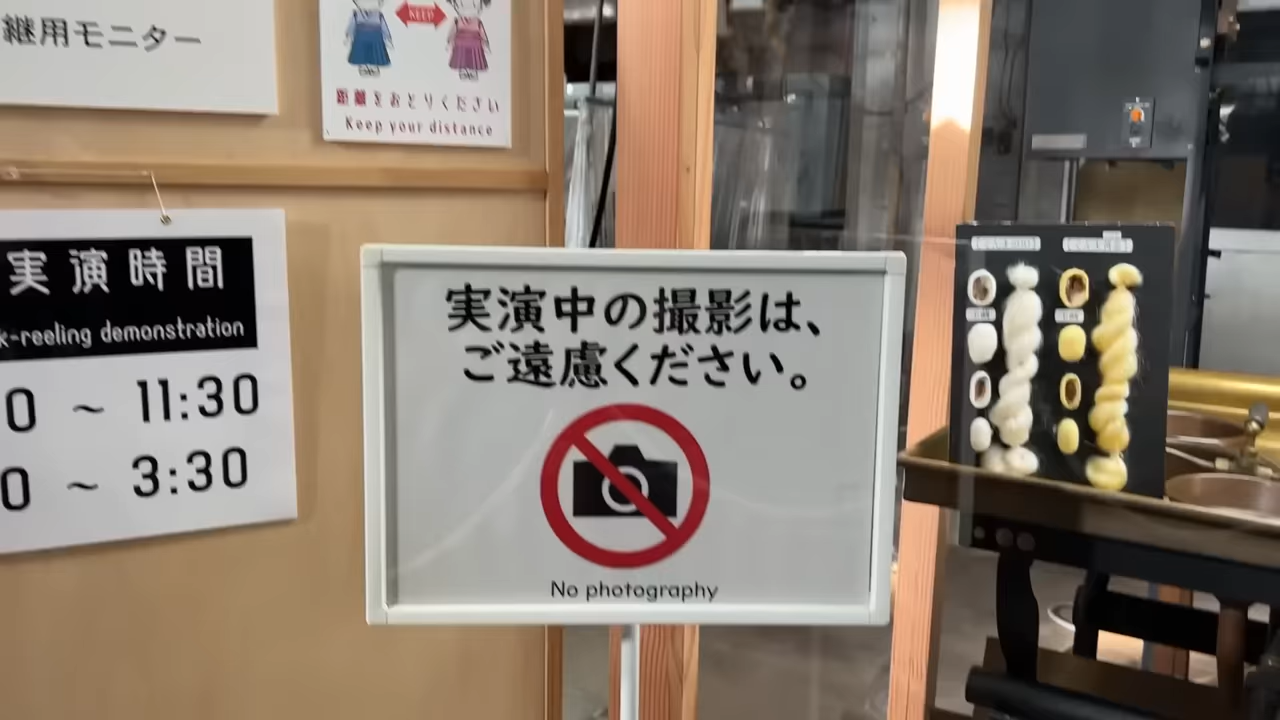 継用モニター
KEEP
距離をおとりください
Keep your distance
実演時間
k-reeling demonstration
0 ~ 11:30
0 ~ 3:30
実演中の撮影は、
ご遠慮ください。
No photography